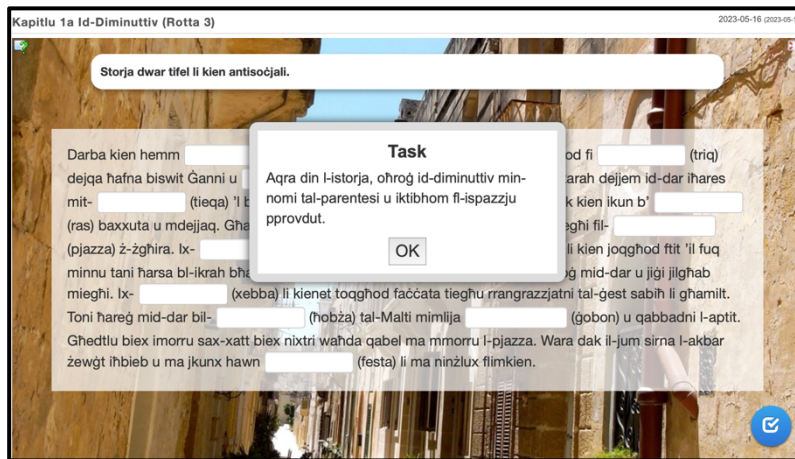 Kapitlu 1a Id-Diminuttiv (Rotta 3)
2023-05-16 (2023-05-1
Storja dwar tifel li kien antisoċjali.
Task
Aqra din l-istorja, oħroġ id-diminuttiv min-
nomi tal-parentesi u iktibhom fl-ispazzju
pprovdut.
OK
Darba kien hemm
od fi (triq)
dejqa ħafna biswit Ġanni u
tarah dejjem id-dar iħares
mit- (tieqa) 'l
k kien ikun b'
(ras) baxxuta u mdejjaq.
egħi fil-
(pjazza) ż-żgħira. Ix-
li kien joqgħod ftit 'il fuq
minnu tani ħarsa bl-ikrah
oġ mid-dar u jiġi jilgħab
miegħi. Ix- (xebba) li kienet toqgħod faċċata tiegħu rrangrazzjatni tal-ġest sabiħ li għamilt.
Toni ħareġ mid-dar bil- (ħobża) tal-Malti mimlija (ġobon) u qabbadni l-aptit.
Għedtlu biex imorru sax-xatt biex nixtri waħda qabel ma mmorru l-pjazza. Wara dak il-jum sirna l-akbar
żewġt iħbieb u ma jkunx hawn (festa) li ma ninżlux flimkien.